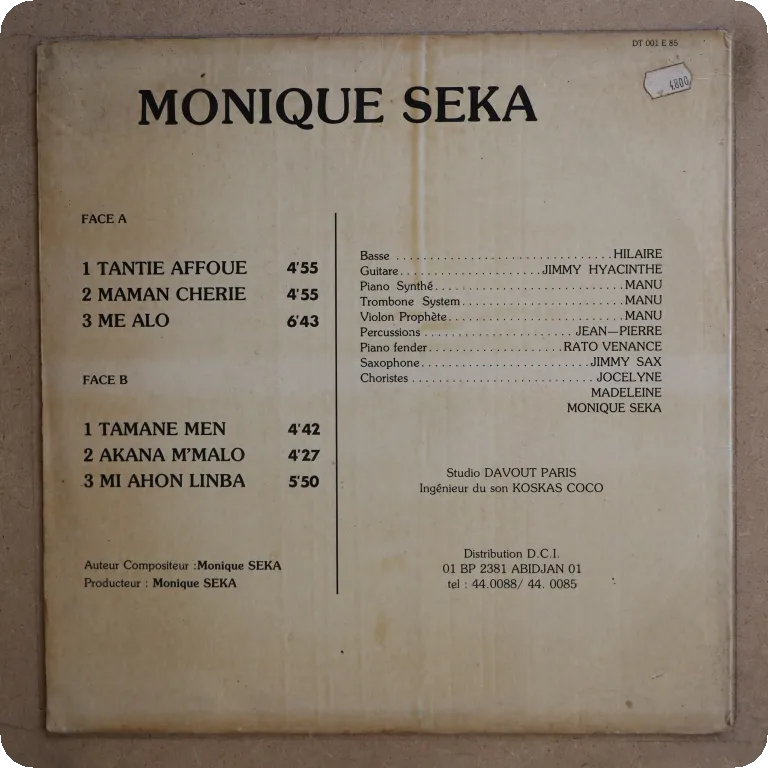 DT 001 E 85
4800
MONIQUE SEKA
FACE A
1 TANTIE AFFOUE 4'55
2 MAMAN CHERIE 4'55
3 ME ALO 6'43
FACE B
1 TAMANE MEN 4'42
2 AKANA M'MALO 4'27
3 MI AHON LINBA 5'50
Auteur Compositeur :Monique SEKA
Producteur : Monique SEKA
Basse ................................HILAIRE
Guitare.....................JIMMY HYACINTHE
Piano Synthé............................MANU
Trombone System........................MANU
Violon Prophète..........................MANU
Percussions .......................JEAN—PIERRE
Piano fender....................RATO VENANCE
Saxophone.........................JIMMY SAX
Choristes ...........................JOCELYNE
MADELEINE
MONIQUE SEKA
Studio DAVOUT PARIS
Ingénieur du son KOSKAS COCO
Distribution D.C.I.
01 BP 2381 ABIDJAN 01
tel : 44.0088/ 44. 0085